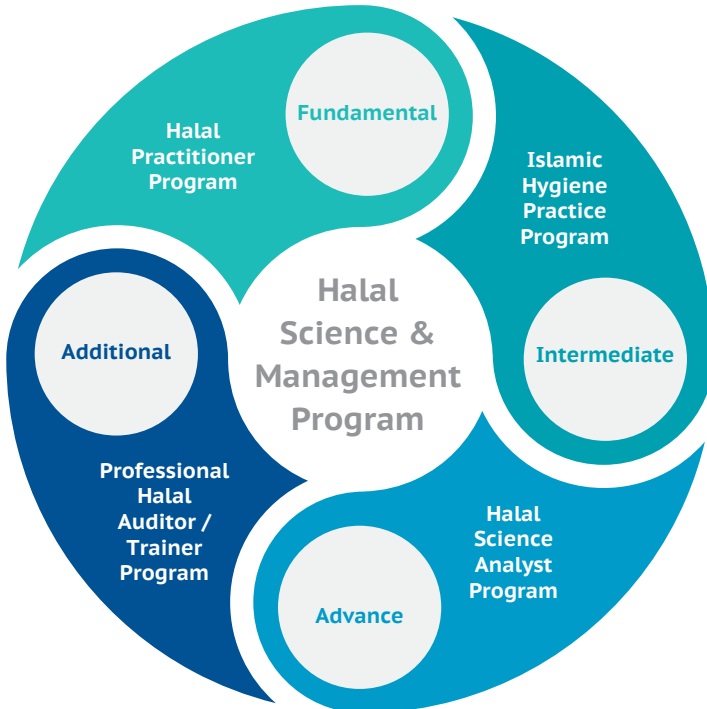 Fundamental
Halal
Practitioner
Program
Islamic
Hygiene
Practice
Program
Halal
Science &
Management
Program
Additional
Intermediate
Professional
Halal
Auditor /
Trainer
Program
Halal
Science
Analyst
Program
Advance